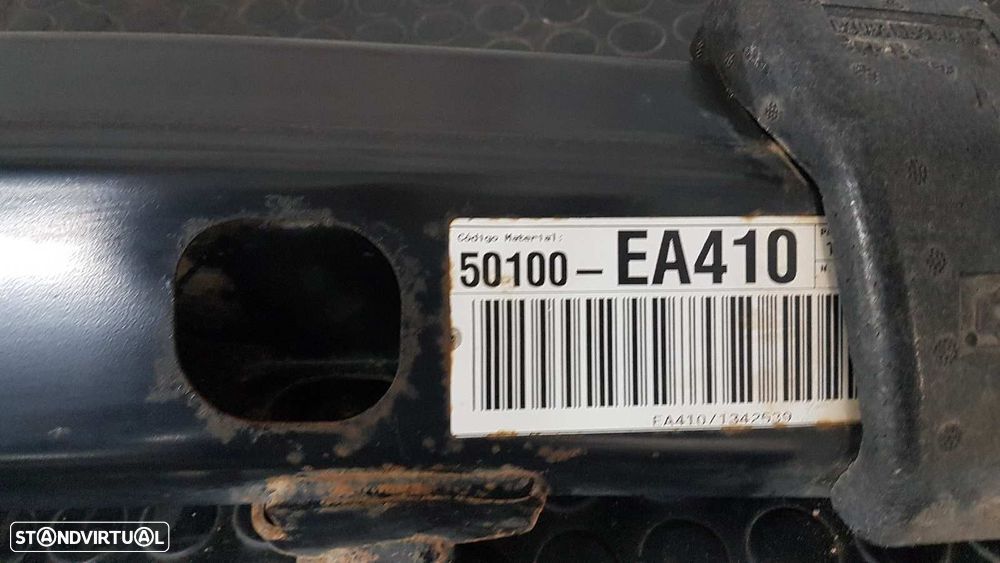 Código Material:
50100-EA410
EA410/1342539
STANDVIRTUAL